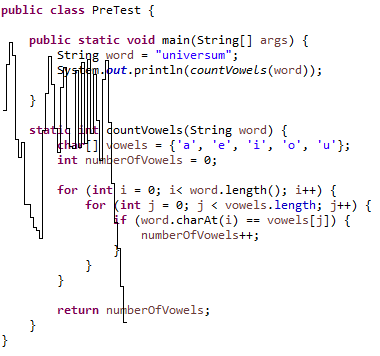 public class PreTest {
public static void main(String[] args) {
String word = "universum";
System.out.println(countVowels(word));
}
static int countVowels(String word) {
char[] vowels = {'a', 'e', 'i', 'o', 'u'};
int numberOfVowels = 0;
for (int i = 0; i< word.length(); i++) {
for (int j = 0; j < vowels.length; j++) {
if (word.charAt(i) == vowels[j]) {
numberOfVowels++;
}
}
}
return numberOfVowels;
}
}